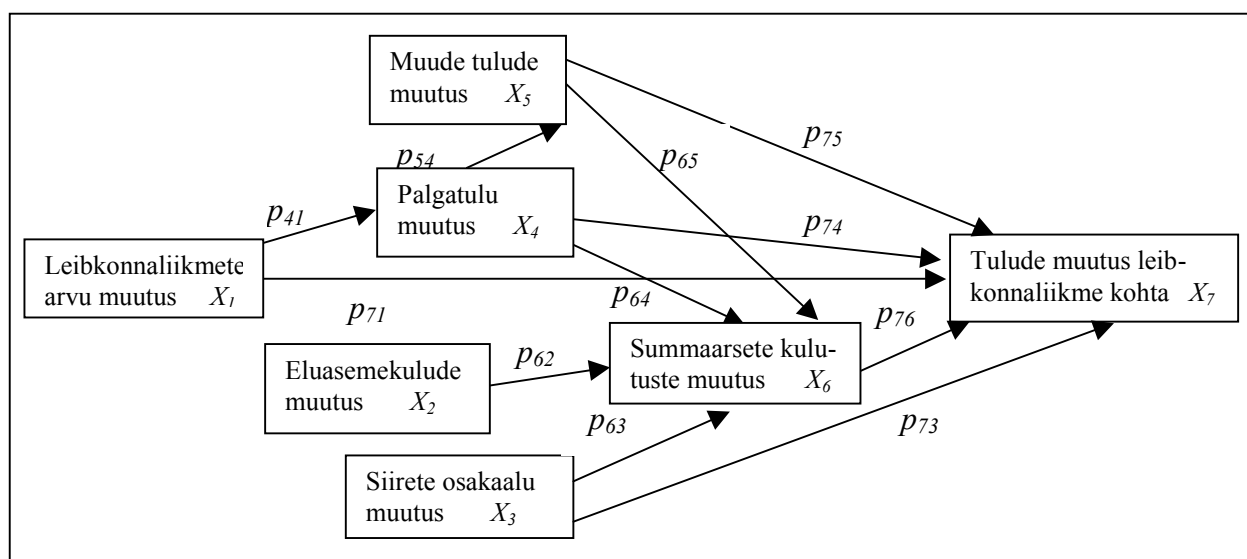 Muude tulude
muutus X5
p75
p54
p65
Palgatulu
muutus X4
p41
p74
Leibkonnaliikmete
arvu muutus X1
Tulude muutus leib-
konnaliikme kohta X7
p64
p71
p76
Summaarsete kulu-
tuste muutus X6
Eluasemekulude
muutus X2
p62
p63
p73
Siirete osakaalu
muutus X3